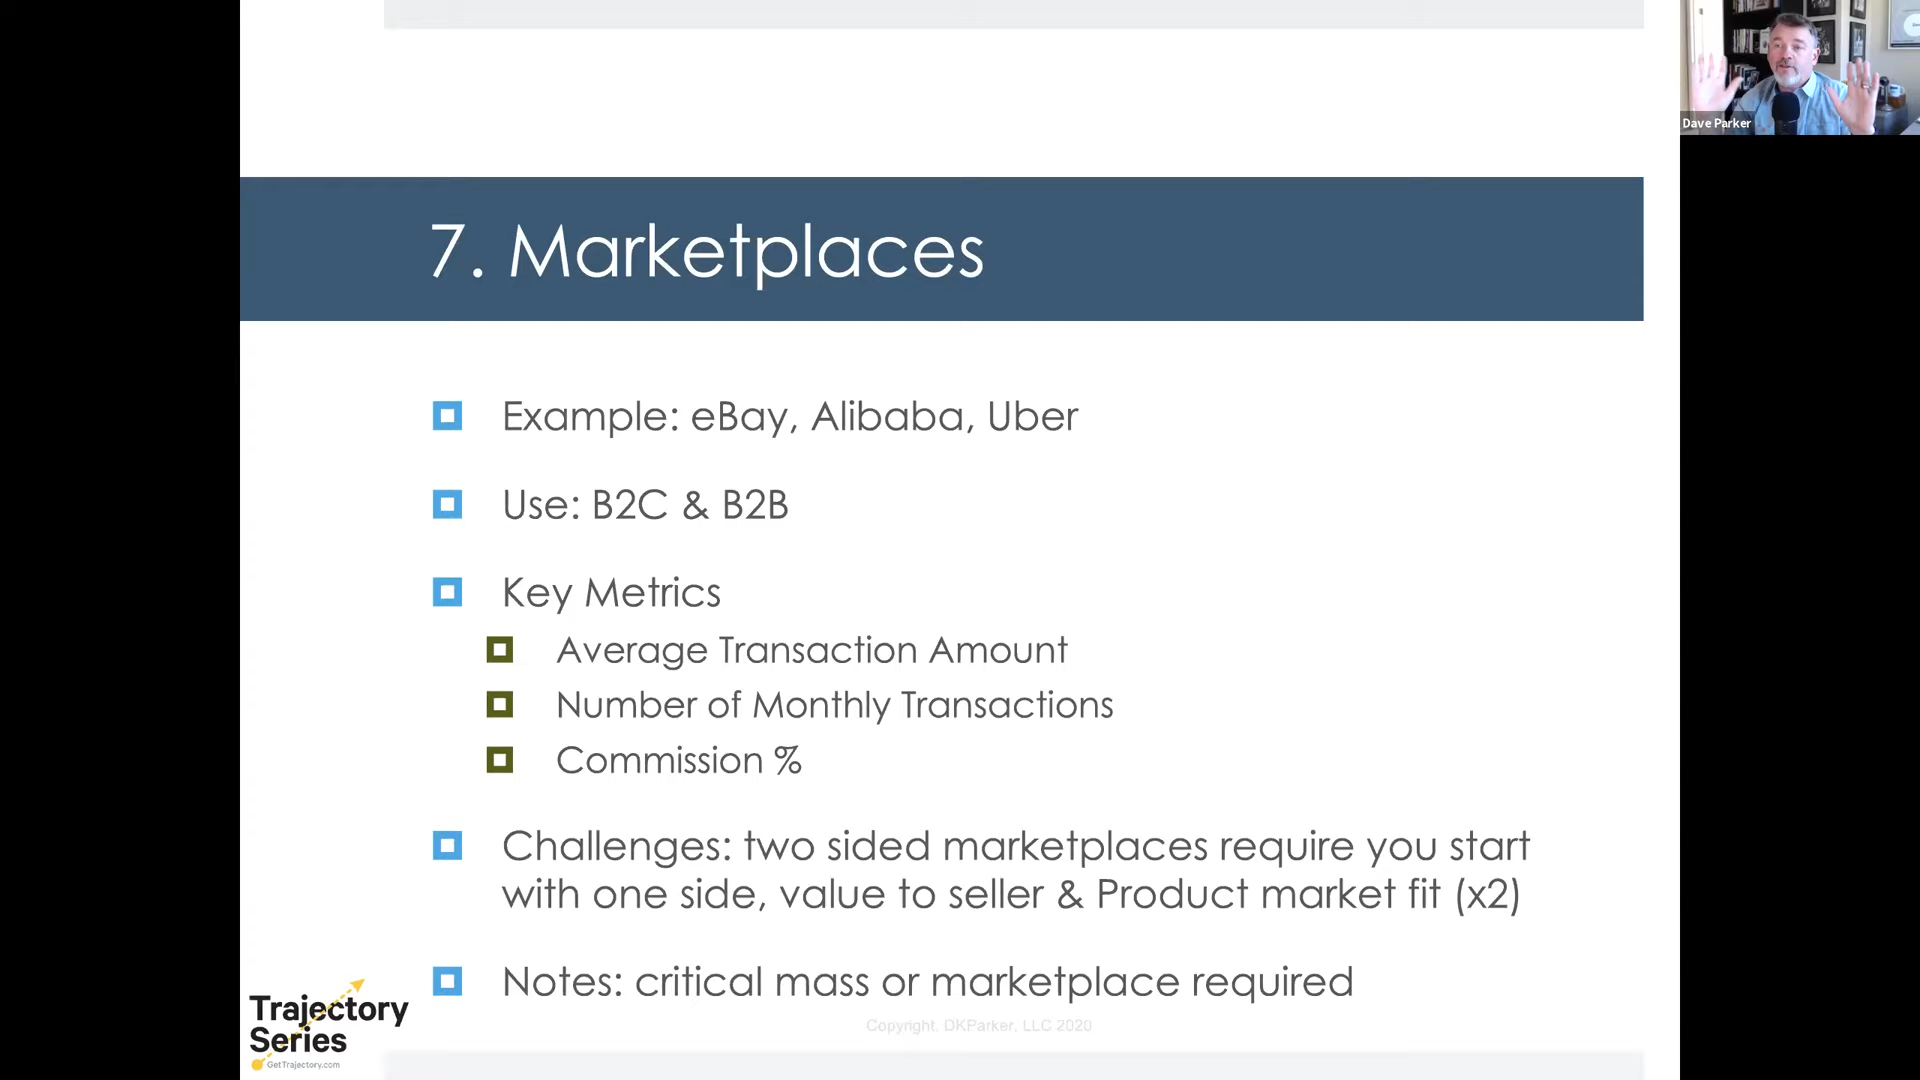 Dave Parker
7. Marketplaces
Example: eBay, Alibaba, Uber
Use: B2C & B2B
Key Metrics
Average Transaction Amount
Number of Monthly Transactions
Commission %
Challenges: two sided marketplaces require you start
with one side, value to seller & Product market fit (x2)
Notes: critical mass or marketplace required
Trajectory
Series
GetTrajectory.com
Copyright, DKParker, LLC 2020